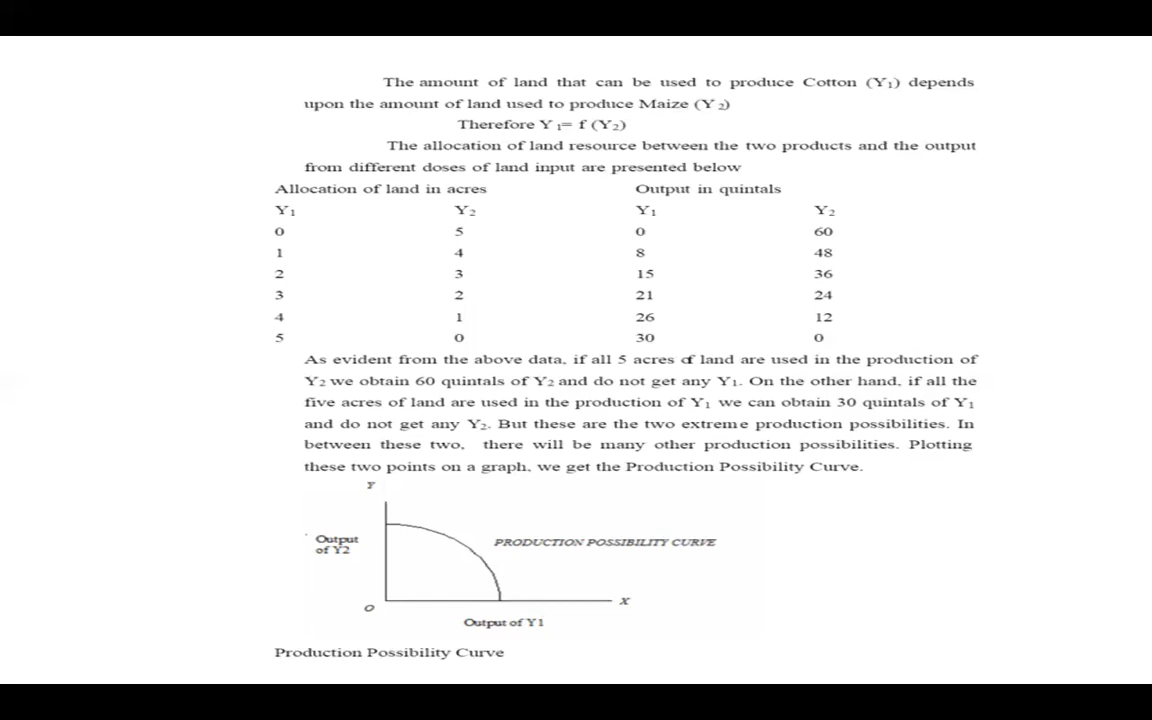 The amount of land that can be used to produce Cotton (Y1) depends
upon the amount of land used to produce Maize (Y 2)
Therefore Y 1= f (Y2)
The allocation of land resource between the two products and the output
from different doses of land input are presented below
Allocation of land in acres Output in quintals
Y1 Y2 Y1 Y2
0 5 0 60
1 4 8 48
2 3 15 36
3 2 21 24
4 1 26 12
5 0 30 0
As evident from the above data, if all 5 acres of land are used in the production of
Y2 we obtain 60 quintals of Y2 and do not get any Y1. On the other hand, if all the
five acres of land are used in the production of Y1 we can obtain 30 quintals of Y1
and do not get any Y2. But these are the two extreme production possibilities. In
between these two, there will be many other production possibilities. Plotting
these two points on a graph, we get the Production Possibility Curve.
Y
Output
of Y2
PRODUCTION POSSIBILITY CURVE
O
X
Output of Y1
Production Possibility Curve